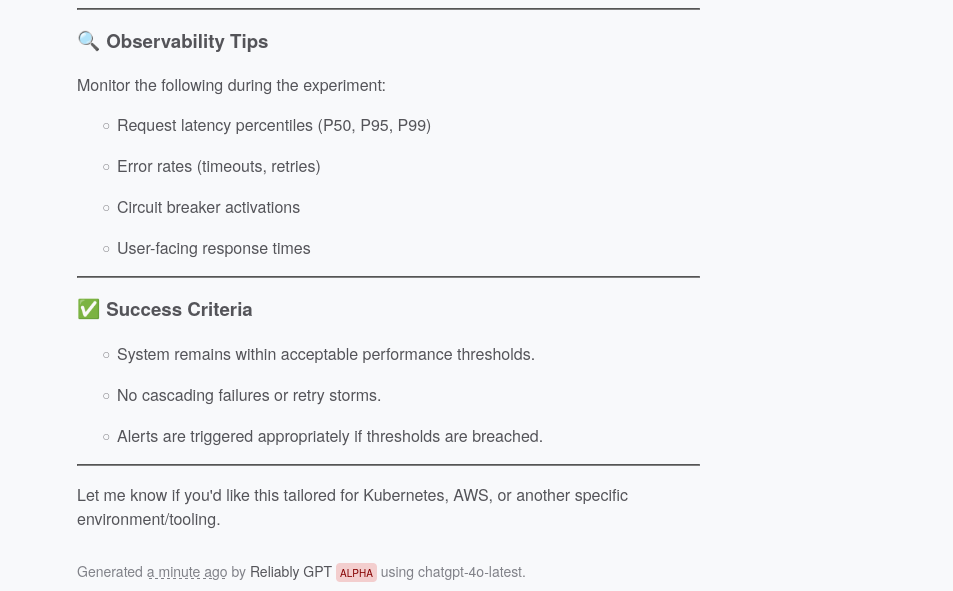 🔍 Observability Tips
Monitor the following during the experiment:
○ Request latency percentiles (P50, P95, P99)
○ Error rates (timeouts, retries)
○ Circuit breaker activations
○ User-facing response times
✅ Success Criteria
○ System remains within acceptable performance thresholds.
○ No cascading failures or retry storms.
○ Alerts are triggered appropriately if thresholds are breached.
Let me know if you'd like this tailored for Kubernetes, AWS, or another specific
environment/tooling.
Generated a minute ago by Reliably GPT ALPHA using chatgpt-4o-latest.